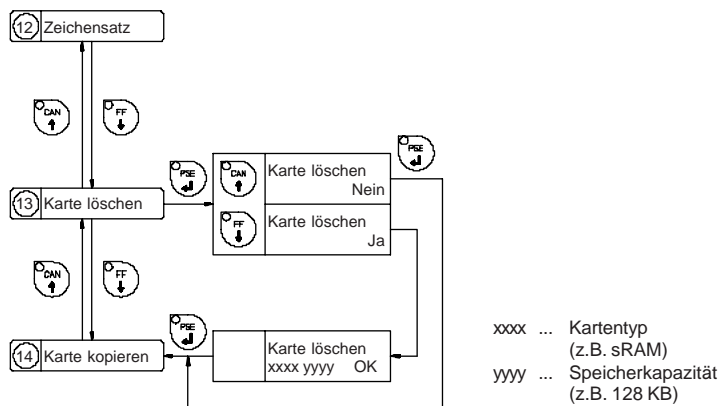 12 Zeichensatz
CAN
FF
PSE
CAN
Karte löschen
Nein
PSE
13 Karte löschen
FF
Karte löschen
Ja
CAN
FF
PSE
14 Karte kopieren
Karte löschen
xxxx yyyy OK
xxxx ... Kartentyp
(z.B. sRAM)
yyyy ... Speicherkapazität
(z.B. 128 KB)